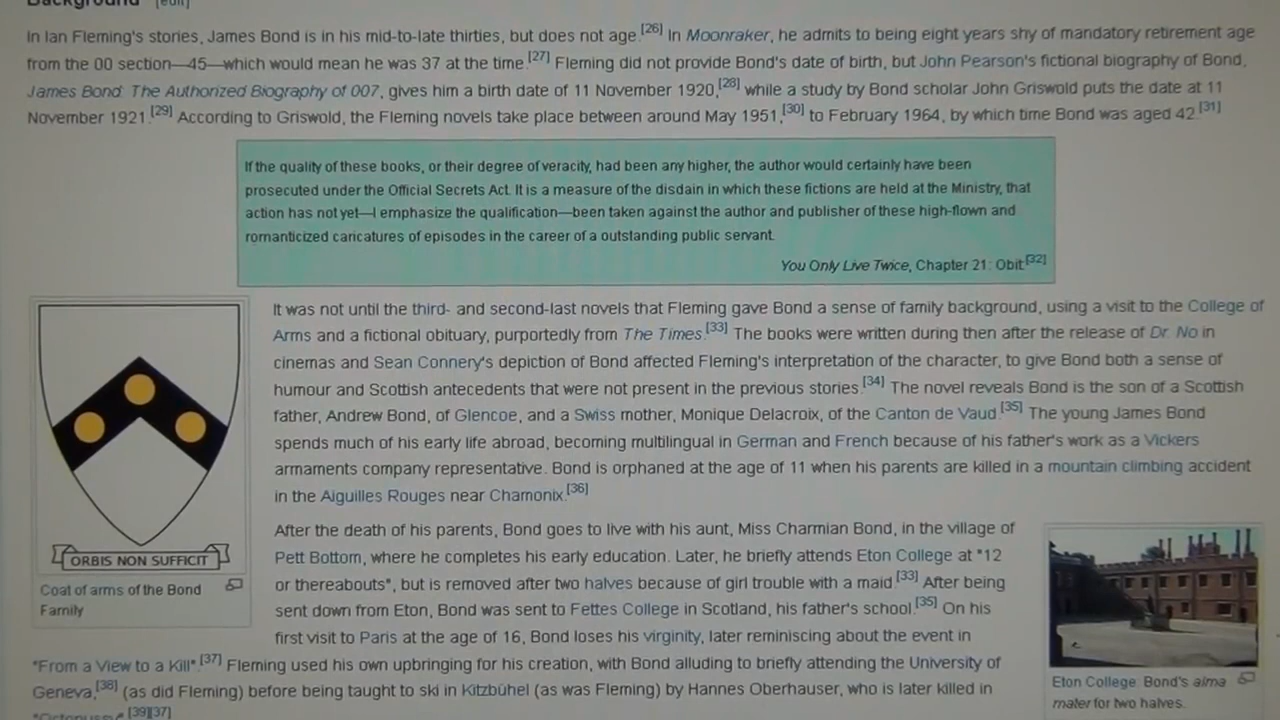 Background [edit]
In Ian Fleming's stories, James Bond is in his mid-to-late thirties, but does not age.[26] In Moonraker, he admits to being eight years shy of mandatory retirement age
from the 00 section—45—which would mean he was 37 at the time.[27] Fleming did not provide Bond's date of birth, but John Pearson's fictional biography of Bond,
James Bond: The Authorized Biography of 007, gives him a birth date of 11 November 1920,[28] while a study by Bond scholar John Griswold puts the date at 11
November 1921.[29] According to Griswold, the Fleming novels take place between around May 1951,[30] to February 1964, by which time Bond was aged 42.[31]
If the quality of these books, or their degree of veracity, had been any higher, the author would certainly have been
prosecuted under the Official Secrets Act. It is a measure of the disdain in which these fictions are held at the Ministry, that
action has not yet—I emphasize the qualification—been taken against the author and publisher of these high-flown and
romanticized caricatures of episodes in the career of a outstanding public servant.
You Only Live Twice, Chapter 21: Obit:[32]
It was not until the third- and second-last novels that Fleming gave Bond a sense of family background, using a visit to the College of
Arms and a fictional obituary, purportedly from The Times.[33] The books were written during then after the release of Dr. No in
cinemas and Sean Connery's depiction of Bond affected Fleming's interpretation of the character, to give Bond both a sense of
humour and Scottish antecedents that were not present in the previous stories.[34] The novel reveals Bond is the son of a Scottish
father, Andrew Bond, of Glencoe, and a Swiss mother, Monique Delacroix, of the Canton de Vaud.[35] The young James Bond
spends much of his early life abroad, becoming multilingual in German and French because of his father's work as a Vickers
armaments company representative. Bond is orphaned at the age of 11 when his parents are killed in a mountain climbing accident
in the Aiguilles Rouges near Chamonix.[36]
ORBIS NON SUFFICIT
Coat of arms of the Bond
Family
After the death of his parents, Bond goes to live with his aunt, Miss Charmian Bond, in the village of
Pett Bottom, where he completes his early education. Later, he briefly attends Eton College at "12
or thereabouts", but is removed after two halves because of girl trouble with a maid.[33] After being
sent down from Eton, Bond was sent to Fettes College in Scotland, his father's school.[35] On his
first visit to Paris at the age of 16, Bond loses his virginity, later reminiscing about the event in
"From a View to a Kill".[37] Fleming used his own upbringing for his creation, with Bond alluding to briefly attending the University of
Geneva,[38] (as did Fleming) before being taught to ski in Kitzbühel (as was Fleming) by Hannes Oberhauser, who is later killed in
"Octopussy".[39][37]
Eton College: Bond's alma
mater for two halves.